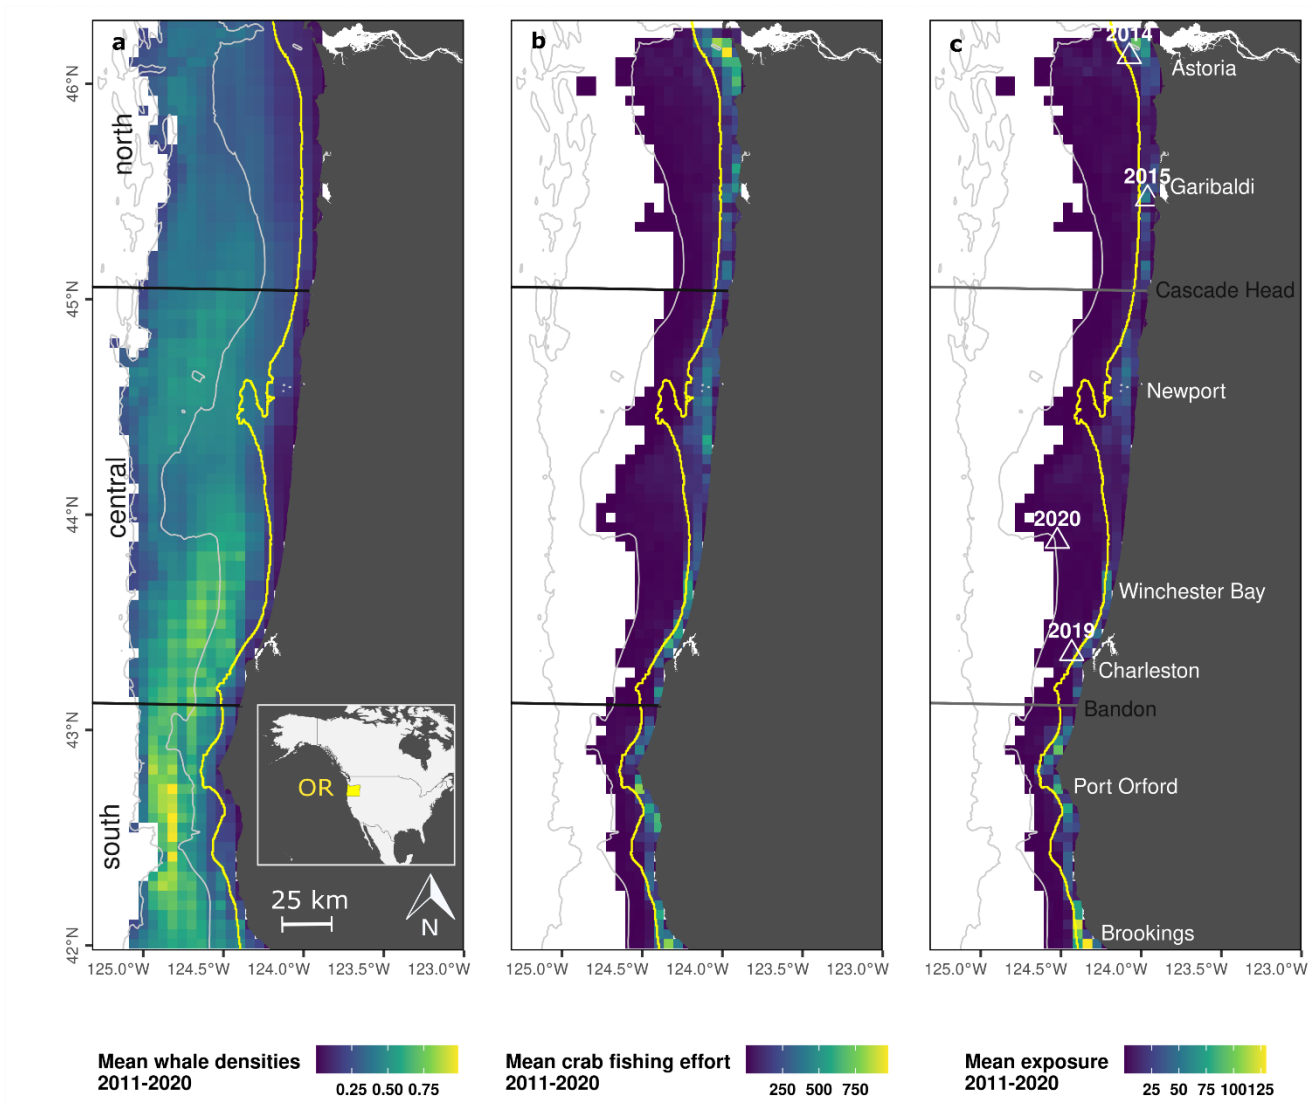 a
b
c
46°N
45°N
44°N
43°N
42°N
north
central
south
OR
25 km
N
2014
Astoria
2015
Garibaldi
Cascade Head
Newport
2020
Winchester Bay
2019
Charleston
Bandon
Port Orford
Brookings
125.0°W 124.5°W 124.0°W 123.5°W 123.0°W
125.0°W 124.5°W 124.0°W 123.5°W 123.0°W
125.0°W 124.5°W 124.0°W 123.5°W 123.0°W
Mean whale densities
2011-2020
0.25 0.50 0.75
Mean crab fishing effort
2011-2020
250 500 750
Mean exposure
2011-2020
25 50 75 100 125